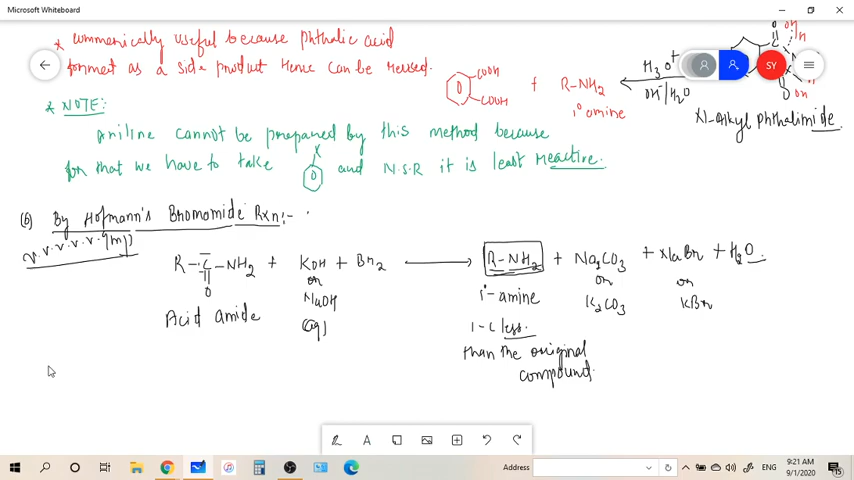 Microsoft Whiteboard
* commercially useful because phthalic acid
formed as a side product Hence can be reused.
COOH
COOH
+ R-NH2
1° amine
H3O+
OH-/H2O
N-alkyl phthalimide
SY
* NOTE:
Aniline cannot be prepared by this method because
for that we have to take X and N.S.R it is least reactive.
(6) By Hofmann's Bromomide Rxn:-
v.v.v.v.v.
R-C-NH2 + KOH + Br2 → R-NH2 + Na2CO3 + NaBr + H2O
O or or or
NaOH K2CO3 KBr
(aq)
Acid amide
1°-amine
1-C less
than the original
compound.
Address
ENG
9:21 AM
9/1/2020
15